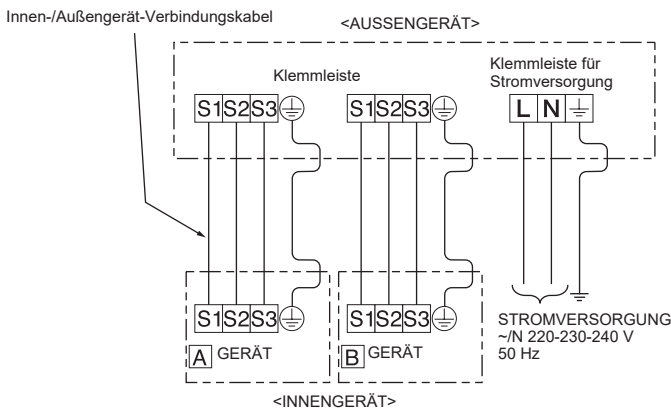 Innen-/Außengerät-Verbindungskabel
<AUSSENGERÄT>
Klemmleiste
Klemmleiste für
Stromversorgung
S1 S2 S3
S1 S2 S3
L N
S1 S2 S3
A GERÄT
S1 S2 S3
B GERÄT
STROMVERSORGUNG
~/N 220-230-240 V
50 Hz
<INNENGERÄT>